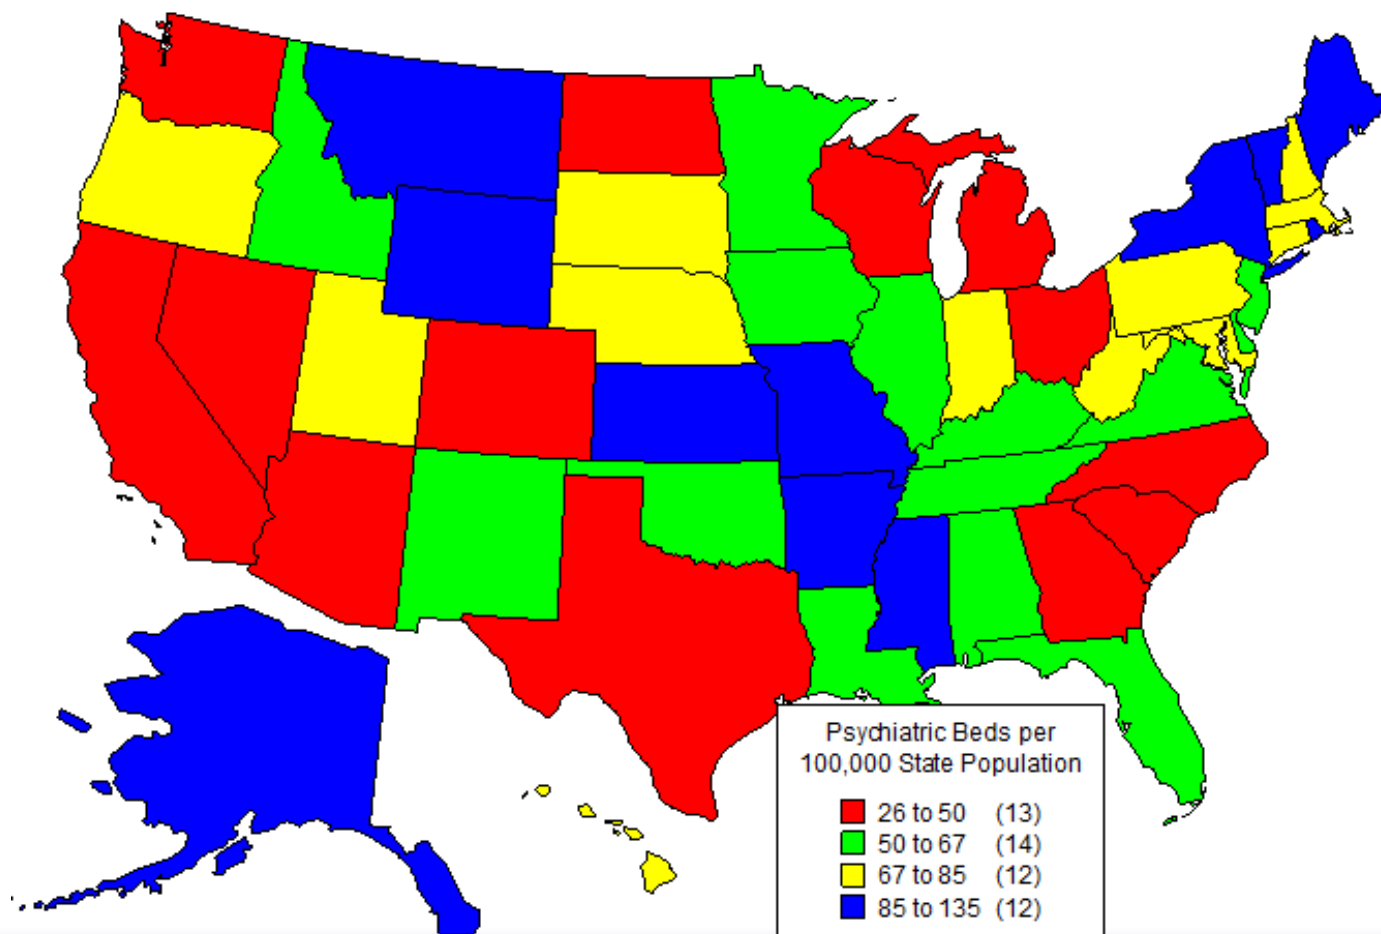 Psychiatric Beds per
100,000 State Population
26 to 50 (13)
50 to 67 (14)
67 to 85 (12)
85 to 135 (12)